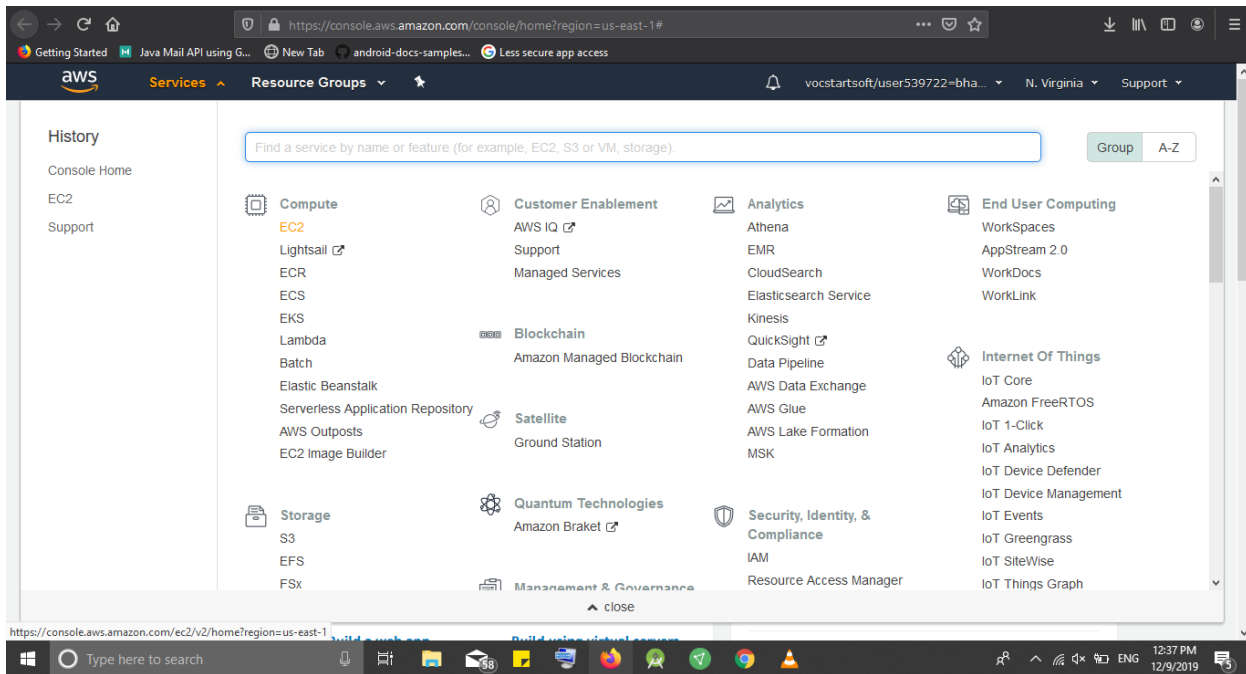 https://console.aws.amazon.com/console/home?region=us-east-1#
Getting Started
Java Mail API using G...
New Tab
android-docs-samples...
Less secure app access
aws
Services
Resource Groups
vocstartsoft/user539722=bha...
N. Virginia
Support
History
Console Home
EC2
Support
Find a service by name or feature (for example, EC2, S3 or VM, storage).
Group
A-Z
Compute
EC2
Lightsail
ECR
ECS
EKS
Lambda
Batch
Elastic Beanstalk
Serverless Application Repository
AWS Outposts
EC2 Image Builder
Storage
S3
EFS
FSx
Customer Enablement
AWS IQ
Support
Managed Services
Blockchain
Amazon Managed Blockchain
Satellite
Ground Station
Quantum Technologies
Amazon Braket
Management & Governance
Analytics
Athena
EMR
CloudSearch
Elasticsearch Service
Kinesis
QuickSight
Data Pipeline
AWS Data Exchange
AWS Glue
AWS Lake Formation
MSK
Security, Identity, &
Compliance
IAM
Resource Access Manager
End User Computing
WorkSpaces
AppStream 2.0
WorkDocs
WorkLink
Internet Of Things
IoT Core
Amazon FreeRTOS
IoT 1-Click
IoT Analytics
IoT Device Defender
IoT Device Management
IoT Events
IoT Greengrass
IoT SiteWise
IoT Things Graph
close
https://console.aws.amazon.com/ec2/v2/home?region=us-east-1
Build a web app
Build using virtual servers
Type here to search
58
ENG
12:37 PM
12/9/2019
5